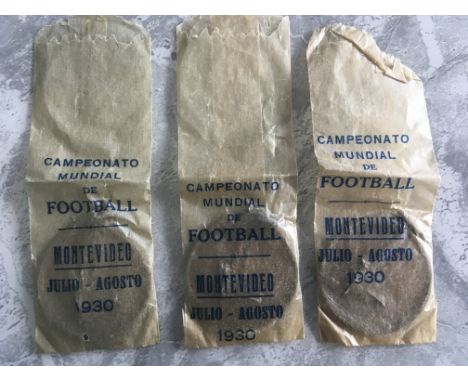 CAMPEONATO
MUNDIAL
DE
FOOTBALL
MONTEVIDEO
JULIO - AGOSTO
1930
CAMPEONATO
MUNDIAL
DE
FOOTBALL
MONTEVIDEO
JULIO - AGOSTO
1930
CAMPEONATO
MUNDIAL
DE
FOOTBALL
MONTEVIDEO
JULIO - AGOSTO
1930